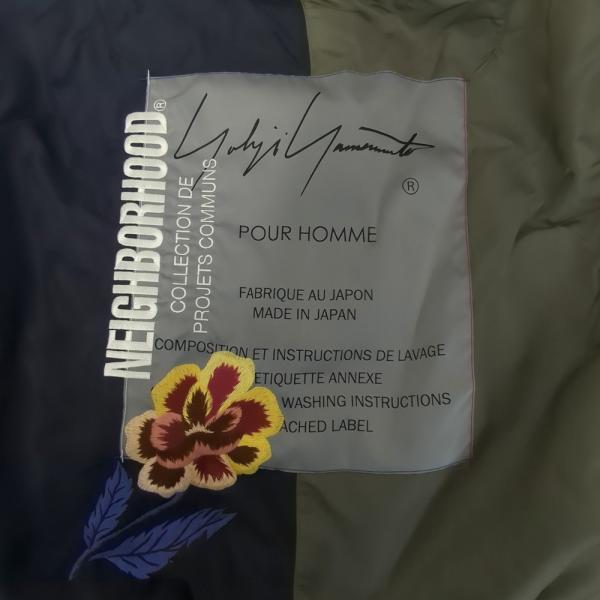 Yohji Yamamoto
®
POUR HOMME
FABRIQUE AU JAPON
MADE IN JAPAN
COMPOSITION ET INSTRUCTIONS DE LAVAGE
ETIQUETTE ANNEXE
WASHING INSTRUCTIONS
ACHED LABEL
NEIGHBORHOOD®
COLLECTION DE
PROJETS COMMUNS